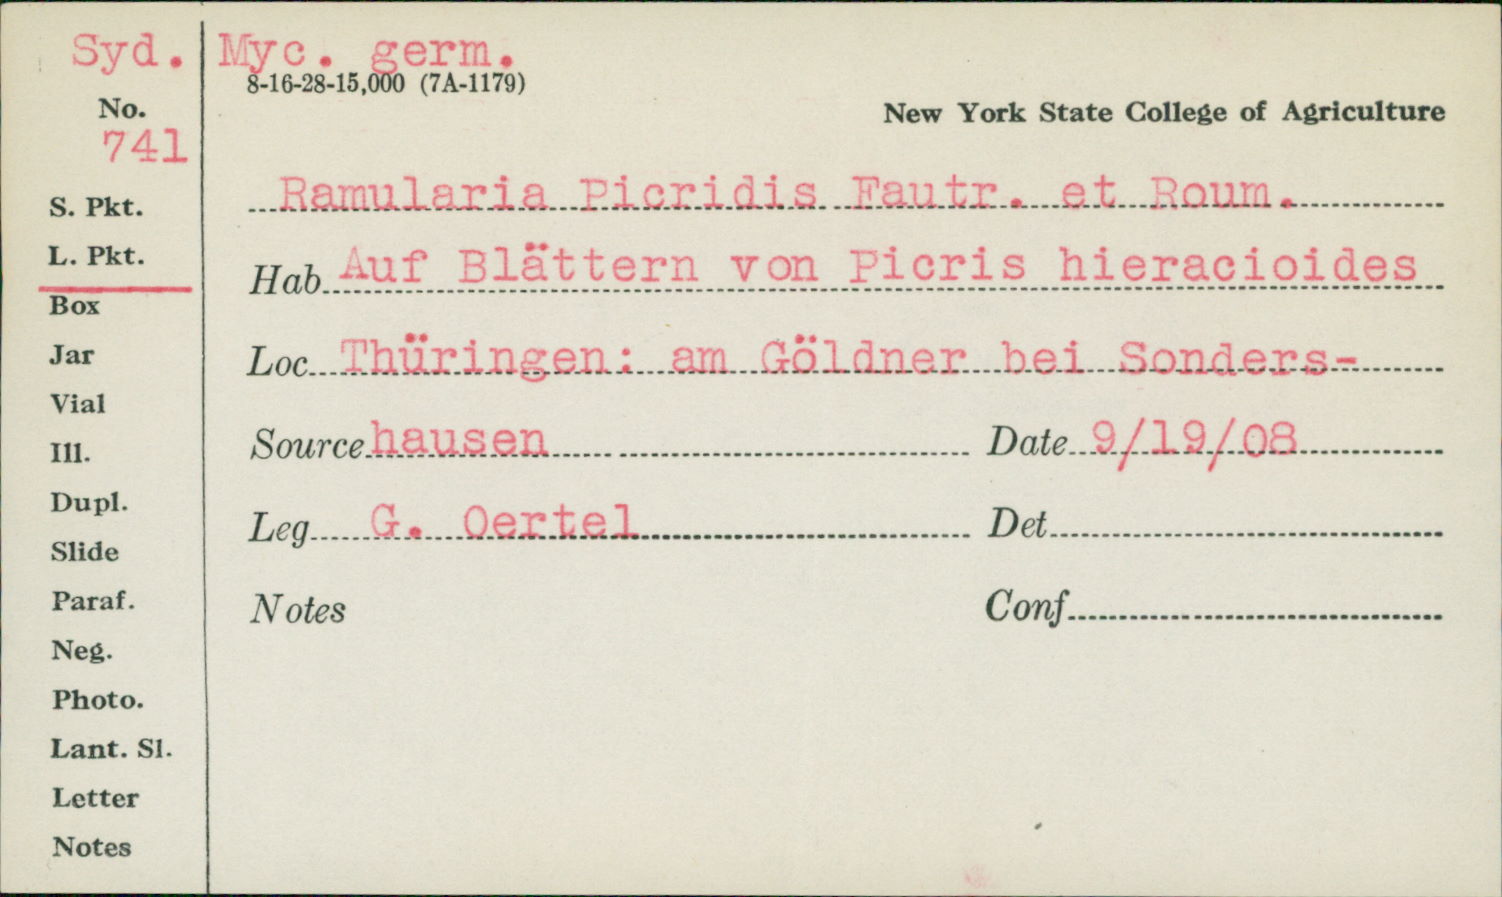 Syd. Myc. germ.
8-16-28-15,000 (7A-1179)
No.
New York State College of Agriculture
741
Ramularia Picridis Fautr. et Roum.
S. Pkt.
L. Pkt.
Hab. Auf Blättern von Picris hieracioides
Box
Jar
Loc. Thüringen: am Göldner bei Sonders-
Vial
Ill.
Source hausen Date 9/19/08
Dupl.
Leg. G. Oertel Det.
Slide
Paraf.
Notes Conf.
Neg.
Photo.
Lant. Sl.
Letter
Notes